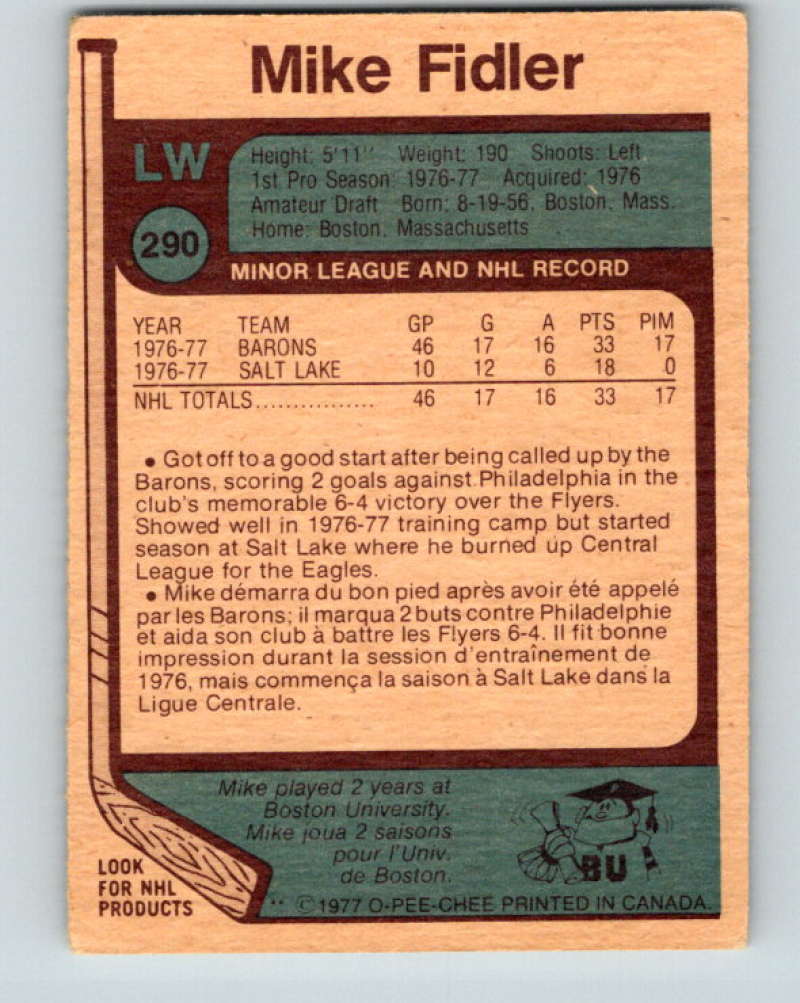 Mike Fidler
LW
Height: 5'11" Weight: 190 Shoots: Left
1st Pro Season: 1976-77 Acquired: 1976
Amateur Draft Born: 8-19-56, Boston, Mass.
Home: Boston, Massachusetts
290
MINOR LEAGUE AND NHL RECORD
YEAR TEAM GP G A PTS PIM
1976-77 BARONS 46 17 16 33 17
1976-77 SALT LAKE 10 12 6 18 0
NHL TOTALS................ 46 17 16 33 17
• Got off to a good start after being called up by the
Barons, scoring 2 goals against Philadelphia in the
club's memorable 6-4 victory over the Flyers.
Showed well in 1976-77 training camp but started
season at Salt Lake where he burned up Central
League for the Eagles.
• Mike démarra du bon pied après avoir été appelé
par les Barons; il marqua 2 buts contre Philadelphie
et aida son club à battre les Flyers 6-4. Il fit bonne
impression durant la session d'entraînement de
1976, mais commença la saison à Salt Lake dans la
Ligue Centrale.
Mike played 2 years at
Boston University.
Mike joua 2 saisons
pour l'Univ.
de Boston.
BU
LOOK
FOR NHL
PRODUCTS
** ©1977 O-PEE-CHEE PRINTED IN CANADA.